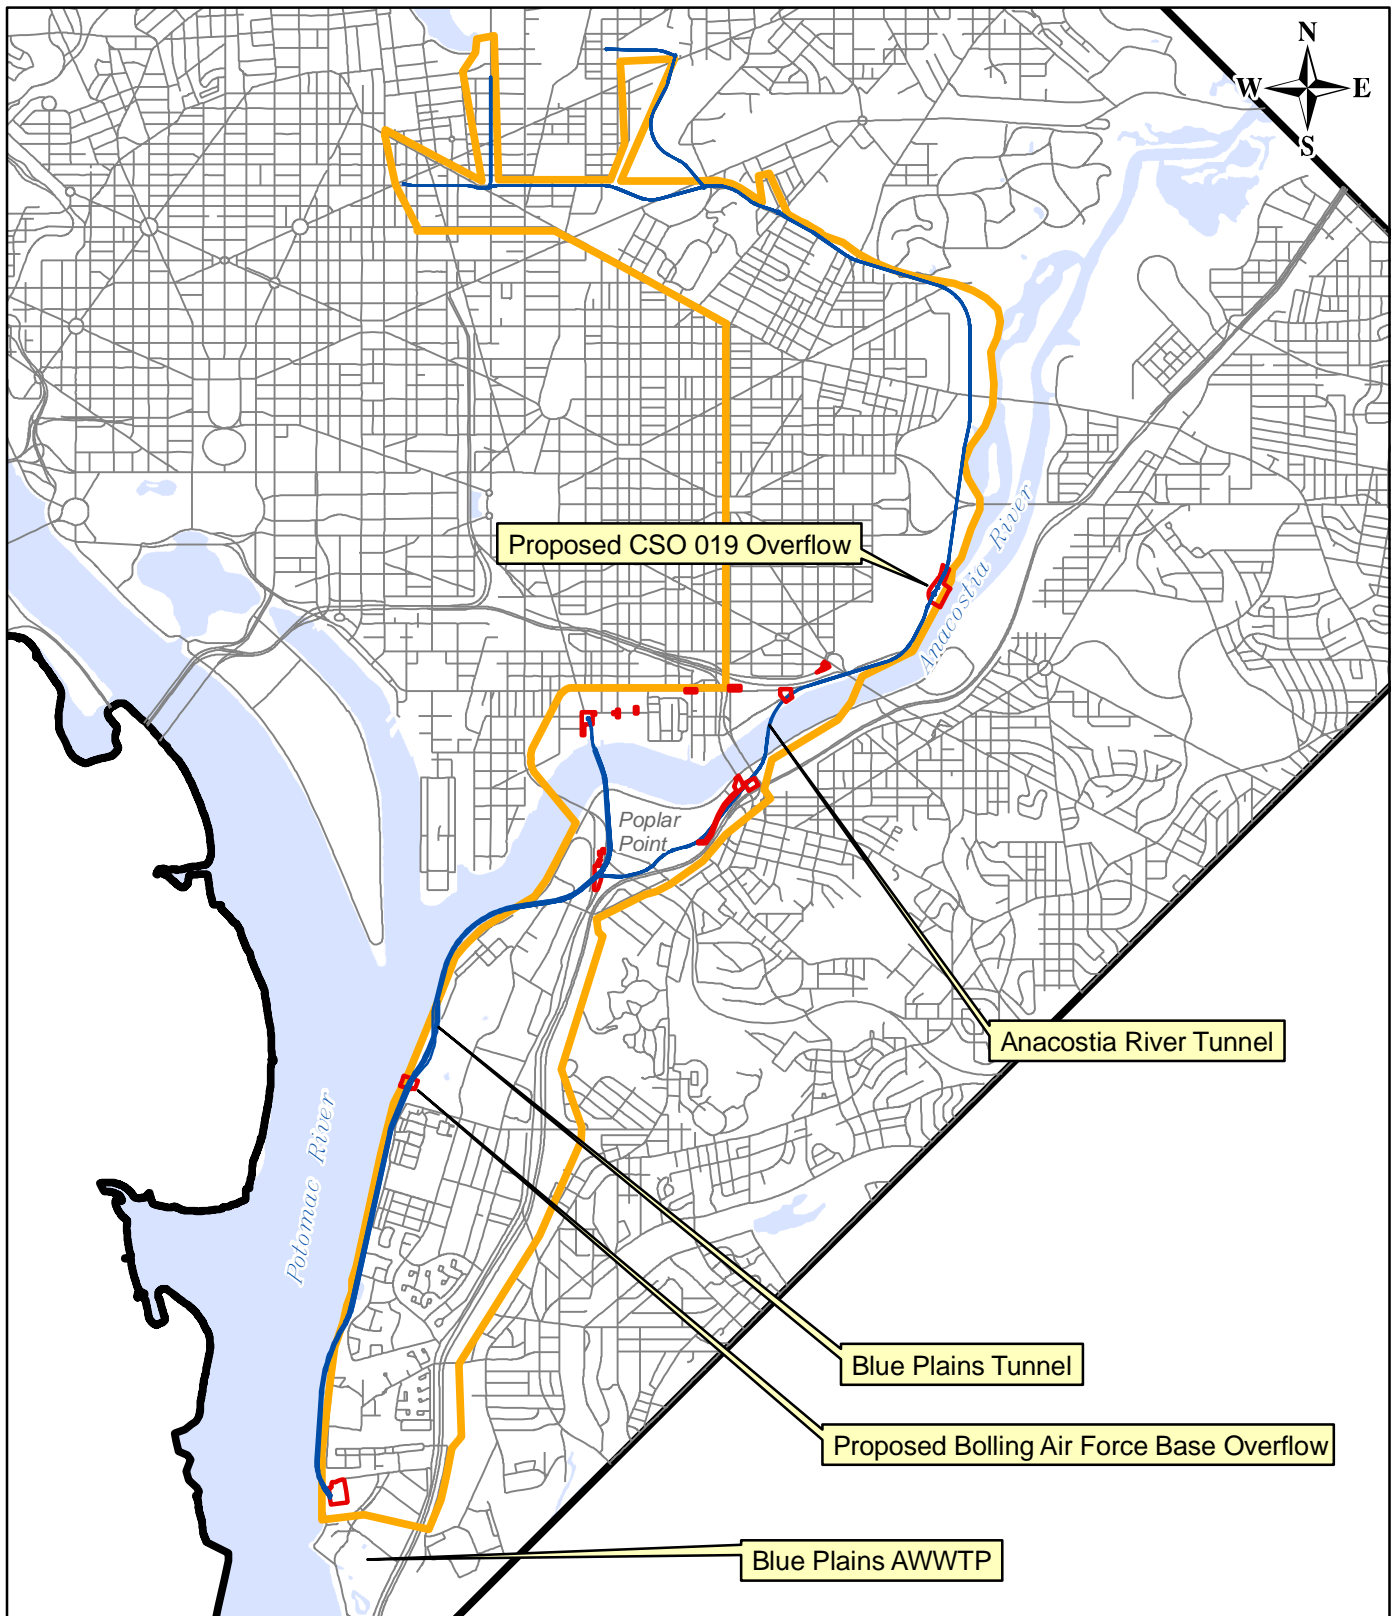 N
W E
S
Proposed CSO 019 Overflow
Anacostia River
Poplar
Point
Anacostia River Tunnel
Potomac River
Blue Plains Tunnel
Proposed Bolling Air Force Base Overflow
Blue Plains AWWTP